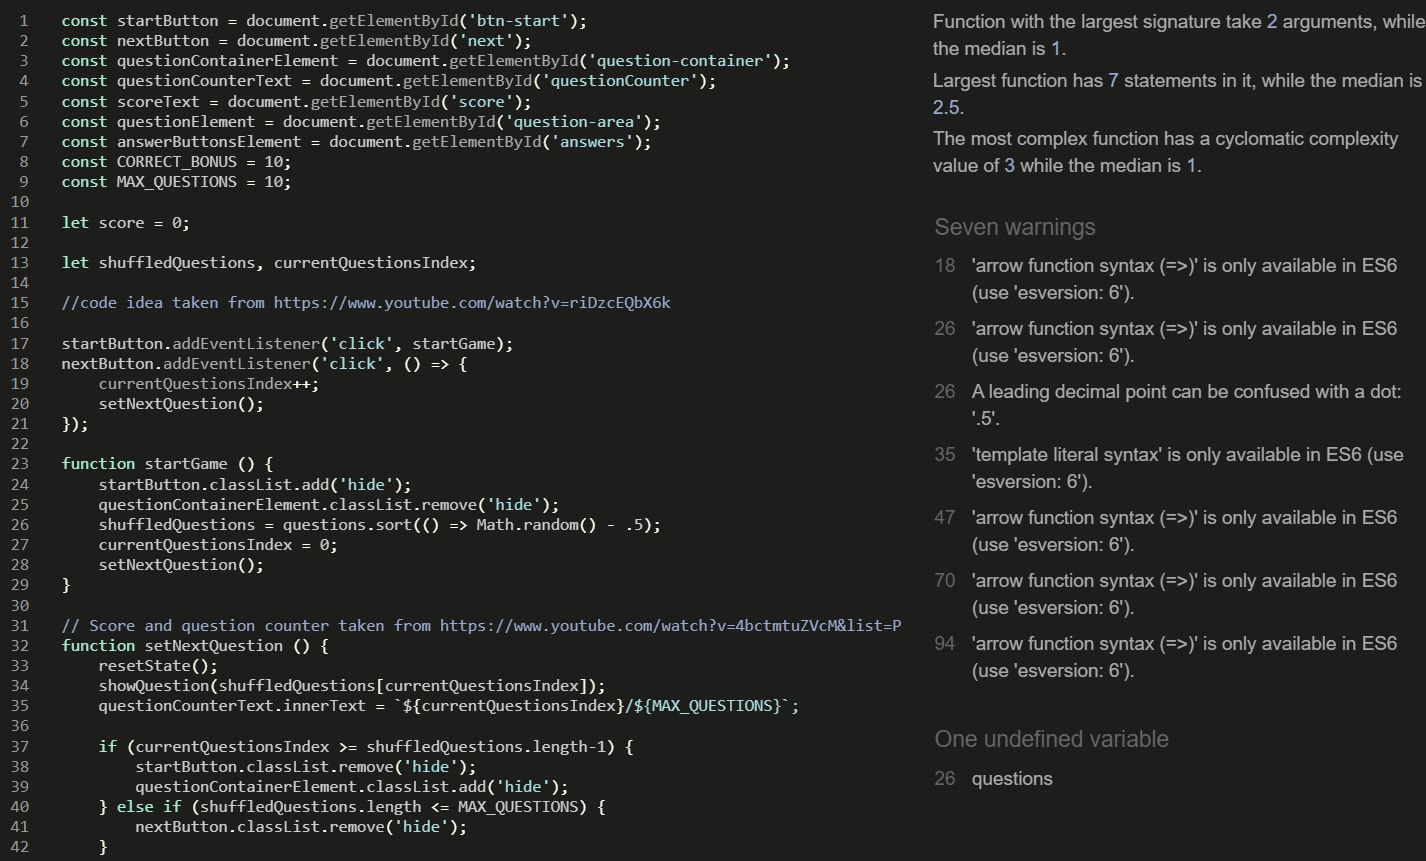 1 const startButton = document.getElementById('btn-start');
2 const nextButton = document.getElementById('next');
3 const questionContainerElement = document.getElementById('question-container');
4 const questionCounterText = document.getElementById('questionCounter');
5 const scoreText = document.getElementById('score');
6 const questionElement = document.getElementById('question-area');
7 const answerButtonsElement = document.getElementById('answers');
8 const CORRECT_BONUS = 10;
9 const MAX_QUESTIONS = 10;
10
11 let score = 0;
12
13 let shuffledQuestions, currentQuestionsIndex;
14
15 //code idea taken from https://www.youtube.com/watch?v=riDzcEQbX6k
16
17 startButton.addEventListener('click', startGame);
18 nextButton.addEventListener('click', () => {
19     currentQuestionsIndex++;
20     setNextQuestion();
21 });
22
23 function startGame () {
24     startButton.classList.add('hide');
25     questionContainerElement.classList.remove('hide');
26     shuffledQuestions = questions.sort(() => Math.random() - .5);
27     currentQuestionsIndex = 0;
28     setNextQuestion();
29 }
30
31 // Score and question counter taken from https://www.youtube.com/watch?v=4bctmtuZVcM&list=P
32 function setNextQuestion () {
33     resetState();
34     showQuestion(shuffledQuestions[currentQuestionsIndex]);
35     questionCounterText.innerText = `${currentQuestionsIndex}/${MAX_QUESTIONS}`;
36
37     if (currentQuestionsIndex >= shuffledQuestions.length-1) {
38         startButton.classList.remove('hide');
39         questionContainerElement.classList.add('hide');
40     } else if (shuffledQuestions.length <= MAX_QUESTIONS) {
41         nextButton.classList.remove('hide');
42     }
Function with the largest signature take 2 arguments, while
the median is 1.
Largest function has 7 statements in it, while the median is
2.5.
The most complex function has a cyclomatic complexity
value of 3 while the median is 1.
Seven warnings
18 'arrow function syntax (=>)' is only available in ES6
(use 'esversion: 6').
26 'arrow function syntax (=>)' is only available in ES6
(use 'esversion: 6').
26 A leading decimal point can be confused with a dot:
'.5'.
35 'template literal syntax' is only available in ES6 (use
'esversion: 6').
47 'arrow function syntax (=>)' is only available in ES6
(use 'esversion: 6').
70 'arrow function syntax (=>)' is only available in ES6
(use 'esversion: 6').
94 'arrow function syntax (=>)' is only available in ES6
(use 'esversion: 6').
One undefined variable
26 questions